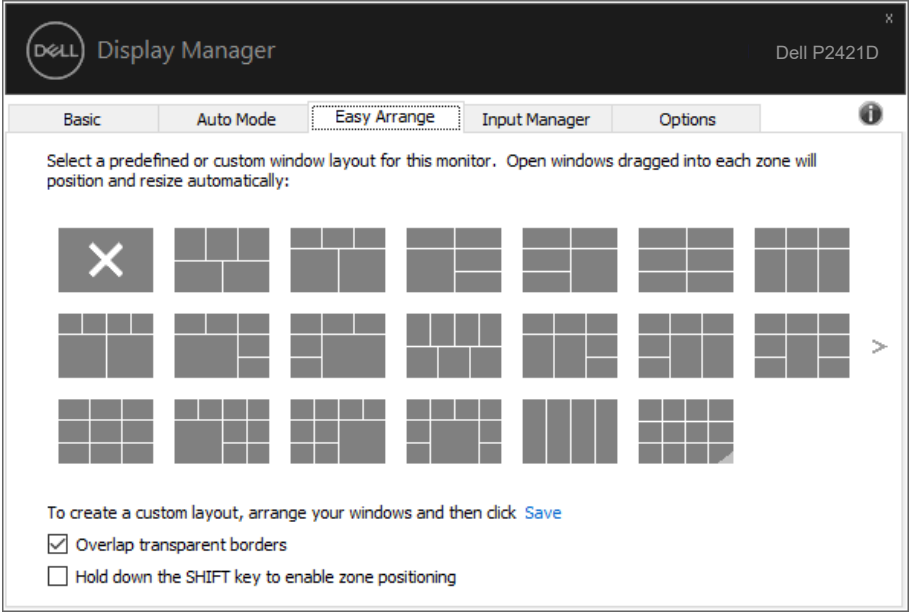 X
DELL Display Manager
Dell P2421D
Basic Auto Mode Easy Arrange Input Manager Options
Select a predefined or custom window layout for this monitor. Open windows dragged into each zone will
position and resize automatically:
>
To create a custom layout, arrange your windows and then click Save
Overlap transparent borders
Hold down the SHIFT key to enable zone positioning